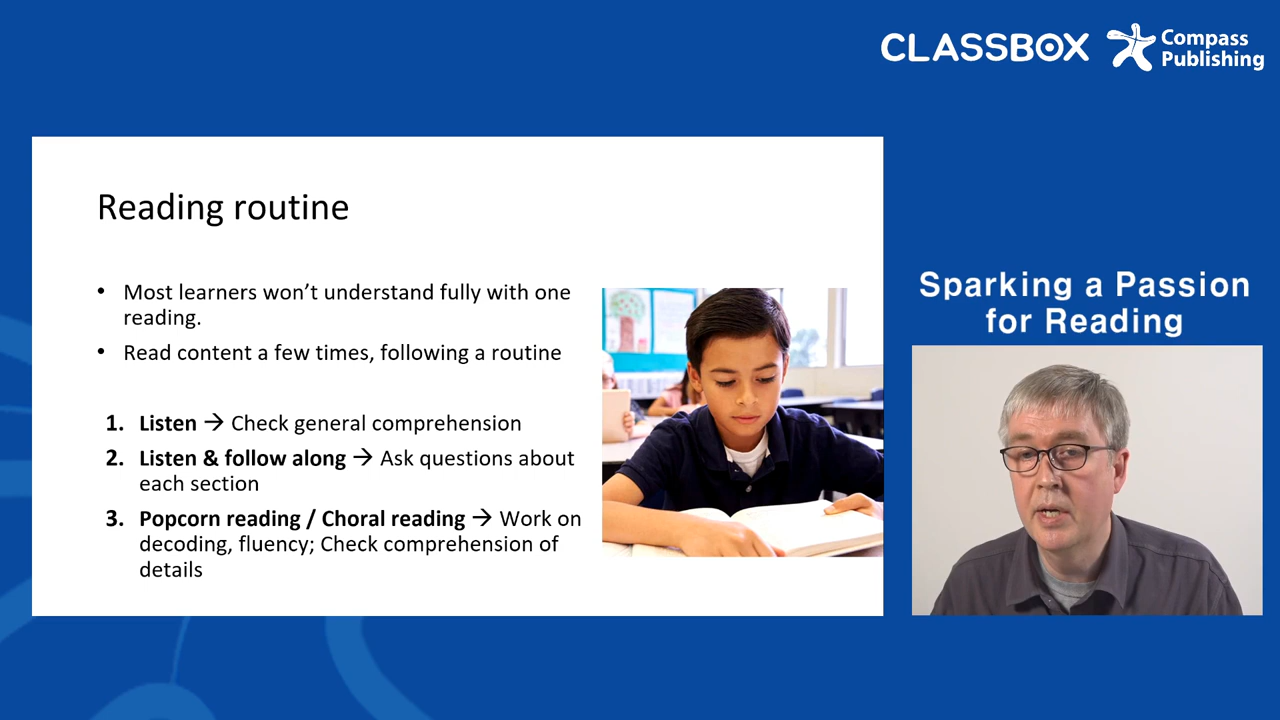 CLASSBOX
Compass
Publishing
Reading routine
• Most learners won't understand fully with one
reading.
• Read content a few times, following a routine
1. Listen → Check general comprehension
2. Listen & follow along → Ask questions about
each section
3. Popcorn reading / Choral reading → Work on
decoding, fluency; Check comprehension of
details
Sparking a Passion
for Reading